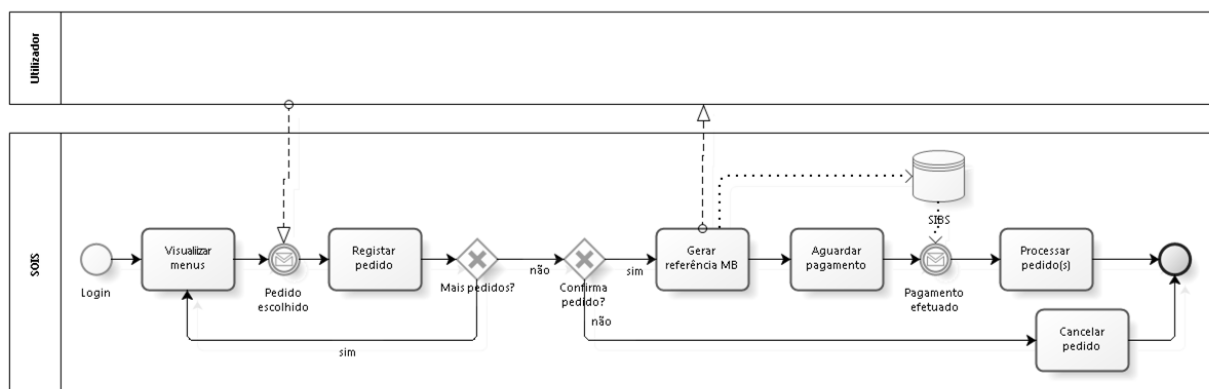 Utilizador
SOIS
Login
Visualizar
menus
Pedido
escolhido
Registar
pedido
Mais pedidos?
sim
não
Confirma
pedido?
não
sim
Gerar
referência MB
Aguardar
pagamento
SIBS
Pagamento
efetuado
Processar
pedido(s)
Cancelar
pedido